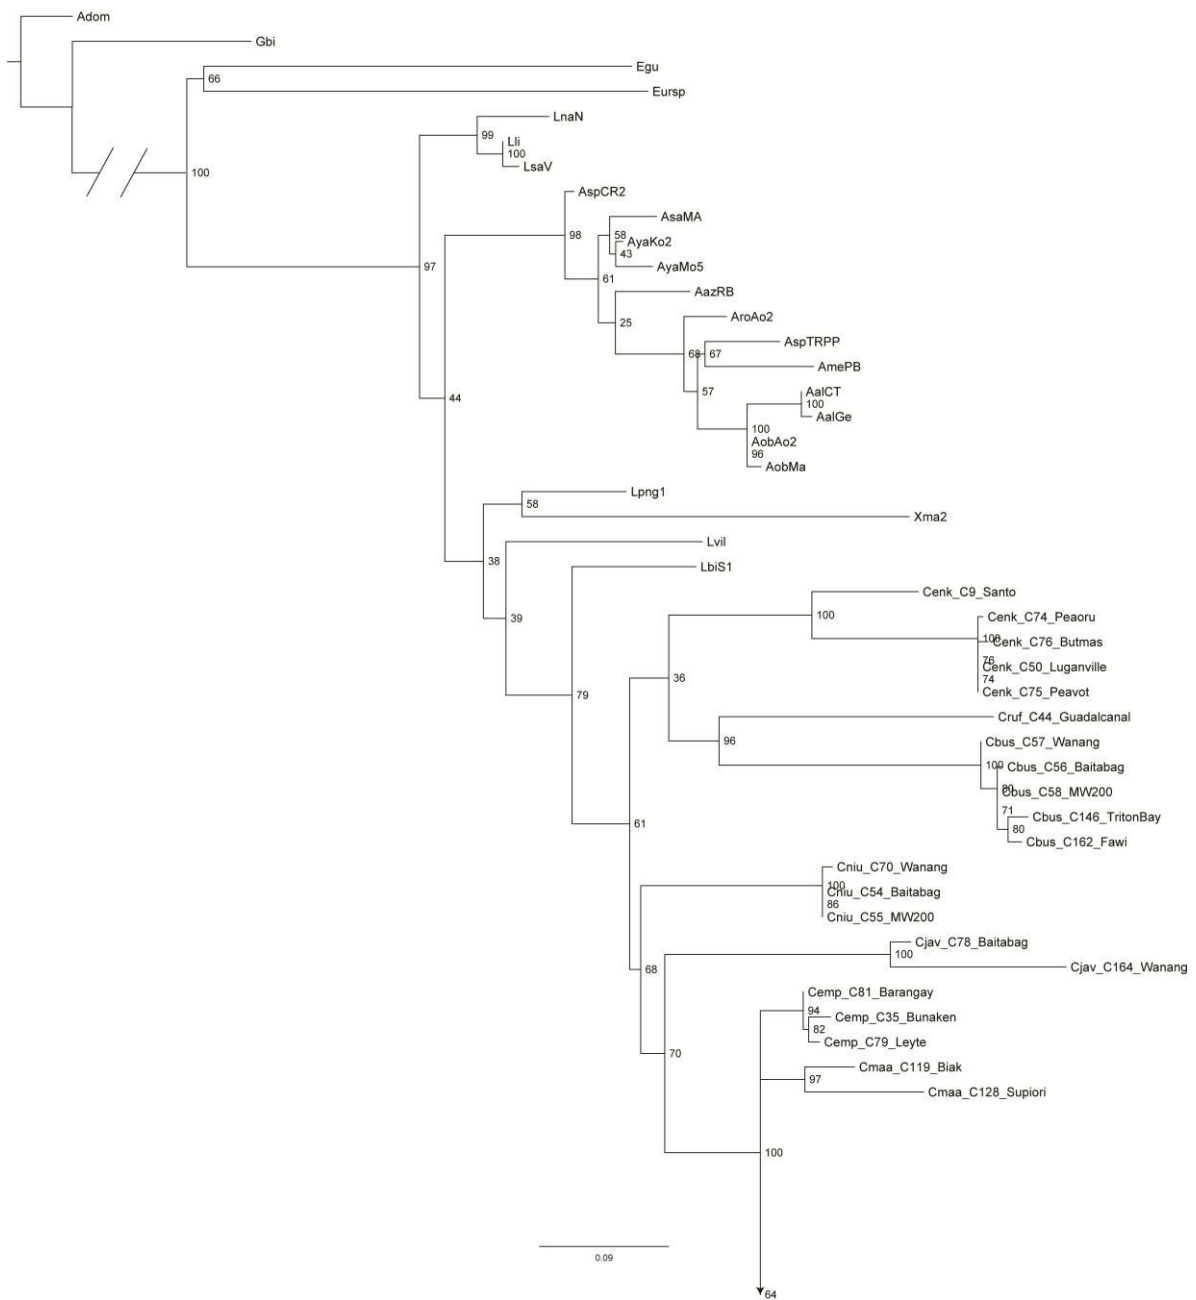 Adom
Gbi
Egu
66
Eursp
LnaN
99
Lli
100
LsaV
100
AspCR2
AsaMA
98
58
AyaKo2
43
97
AyaMo5
61
AazRB
25
AroAo2
AspTRPP
68
67
AmePB
44
57
AalCT
100
AalGe
100
AobAo2
96
AobMa
Lpng1
58
Xma2
Lvil
38
LbiS1
Cenk_C9_Santo
39
100
Cenk_C74_Peaoru
100
Cenk_C76_Butmas
76
Cenk_C50_Luganville
36
74
79
Cenk_C75_Peavot
Cruf_C44_Guadalcanal
96
Cbus_C57_Wanang
100
Cbus_C56_Baitabag
Cbus_C58_MW200
71
61
Cbus_C146_TritonBay
80
Cbus_C162_Fawi
Cniu_C70_Wanang
100
Cniu_C54_Baitabag
86
Cniu_C55_MW200
Cjav_C78_Baitabag
100
68
Cjav_C164_Wanang
Cemp_C81_Barangay
94
Cemp_C35_Bunaken
82
Cemp_C79_Leyte
70
Cmaa_C119_Biak
97
Cmaa_C128_Supiori
100
0.09
64